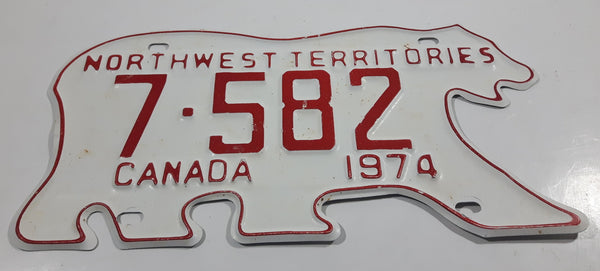 NORTHWEST TERRITORIES
7·582
CANADA 1974